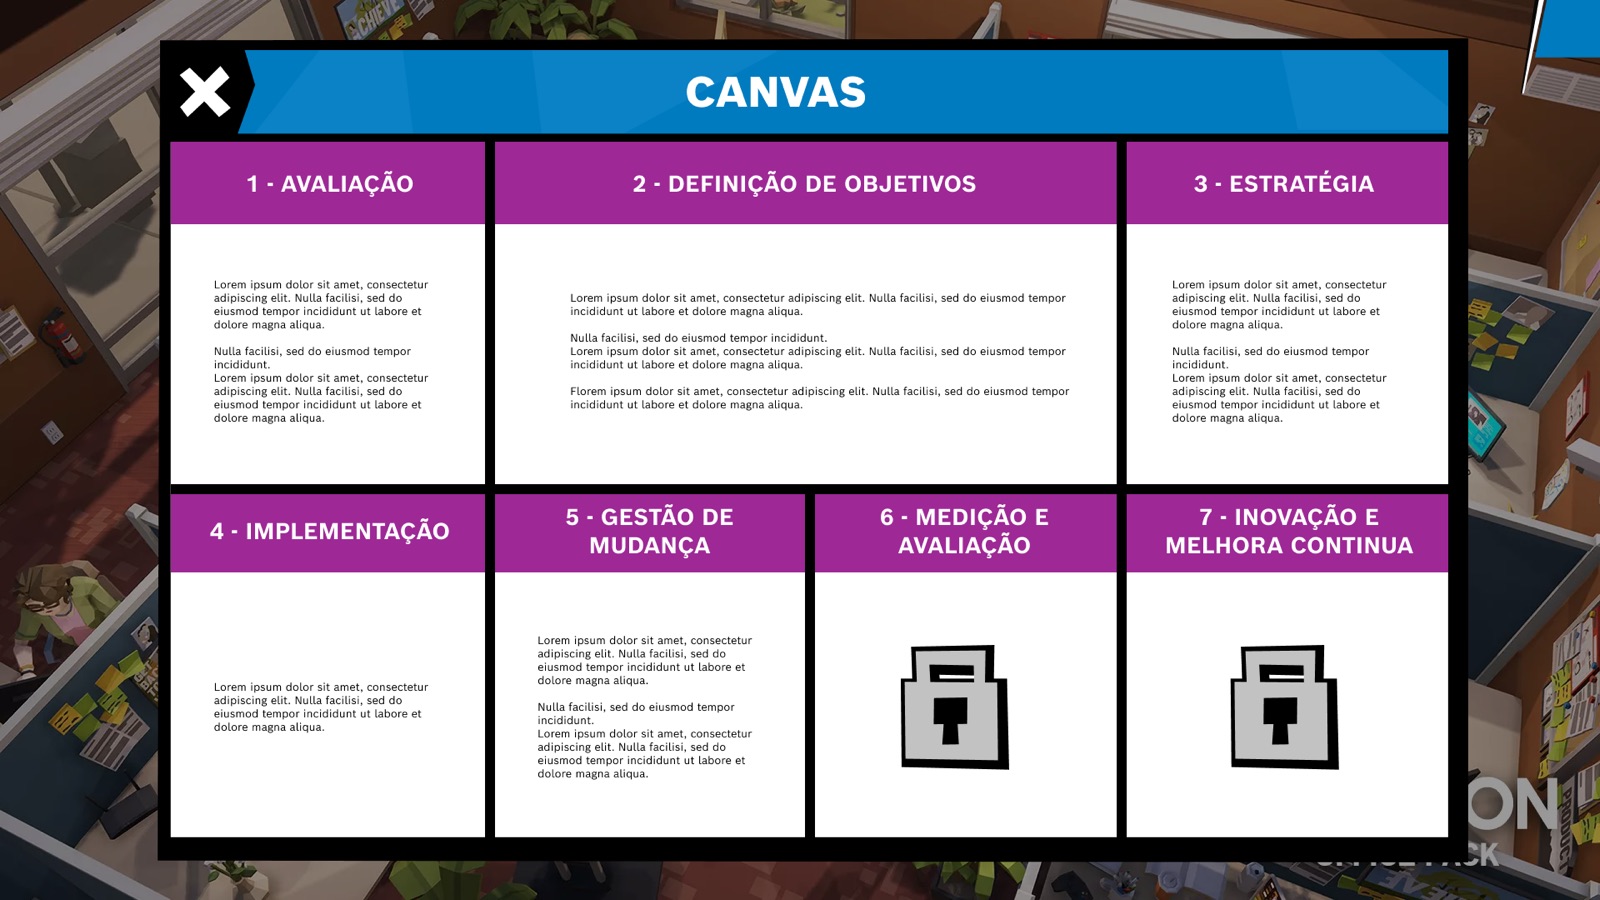 CANVAS
1 - AVALIAÇÃO
Lorem ipsum dolor sit amet, consectetur
adipiscing elit. Nulla facilisi, sed do
eiusmod tempor incididunt ut labore et
dolore magna aliqua.
Nulla facilisi, sed do eiusmod tempor
incididunt.
Lorem ipsum dolor sit amet, consectetur
adipiscing elit. Nulla facilisi, sed do
eiusmod tempor incididunt ut labore et
dolore magna aliqua.
2 - DEFINIÇÃO DE OBJETIVOS
Lorem ipsum dolor sit amet, consectetur adipiscing elit. Nulla facilisi, sed do eiusmod tempor
incididunt ut labore et dolore magna aliqua.
Nulla facilisi, sed do eiusmod tempor incididunt.
Lorem ipsum dolor sit amet, consectetur adipiscing elit. Nulla facilisi, sed do eiusmod tempor
incididunt ut labore et dolore magna aliqua.
Florem ipsum dolor sit amet, consectetur adipiscing elit. Nulla facilisi, sed do eiusmod tempor
incididunt ut labore et dolore magna aliqua.
3 - ESTRATÉGIA
Lorem ipsum dolor sit amet, consectetur
adipiscing elit. Nulla facilisi, sed do
eiusmod tempor incididunt ut labore et
dolore magna aliqua.
Nulla facilisi, sed do eiusmod tempor
incididunt.
Lorem ipsum dolor sit amet, consectetur
adipiscing elit. Nulla facilisi, sed do
eiusmod tempor incididunt ut labore et
dolore magna aliqua.
4 - IMPLEMENTAÇÃO
Lorem ipsum dolor sit amet, consectetur
adipiscing elit. Nulla facilisi, sed do
eiusmod tempor incididunt ut labore et
dolore magna aliqua.
5 - GESTÃO DE
MUDANÇA
Lorem ipsum dolor sit amet, consectetur
adipiscing elit. Nulla facilisi, sed do
eiusmod tempor incididunt ut labore et
dolore magna aliqua.
Nulla facilisi, sed do eiusmod tempor
incididunt.
Lorem ipsum dolor sit amet, consectetur
adipiscing elit. Nulla facilisi, sed do
eiusmod tempor incididunt ut labore et
dolore magna aliqua.
6 - MEDIÇÃO E
AVALIAÇÃO
7 - INOVAÇÃO E
MELHORA CONTINUA
ON